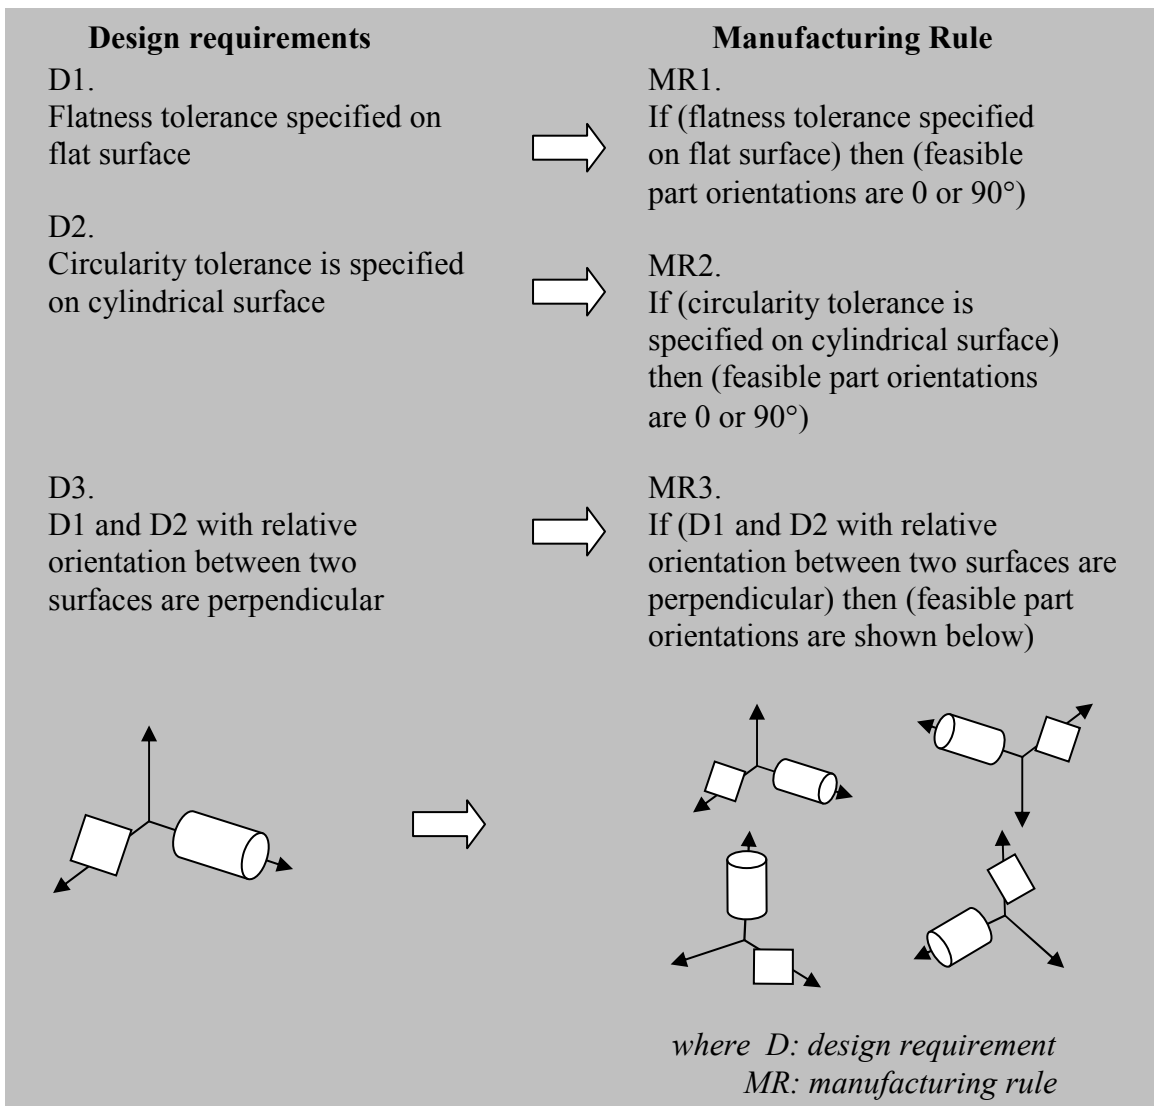 Design requirements
D1.
Flatness tolerance specified on
flat surface
D2.
Circularity tolerance is specified
on cylindrical surface
D3.
D1 and D2 with relative
orientation between two
surfaces are perpendicular
Manufacturing Rule
MR1.
If (flatness tolerance specified
on flat surface) then (feasible
part orientations are 0 or 90°)
MR2.
If (circularity tolerance is
specified on cylindrical surface)
then (feasible part orientations
are 0 or 90°)
MR3.
If (D1 and D2 with relative
orientation between two surfaces are
perpendicular) then (feasible part
orientations are shown below)
where D: design requirement
MR: manufacturing rule